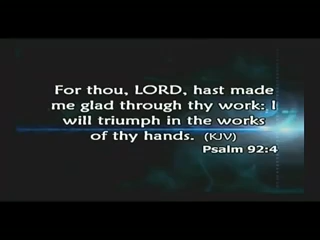 For thou, LORD, hast made
me glad through thy work: I
will triumph in the works
of thy hands. (KJV)
Psalm 92:4